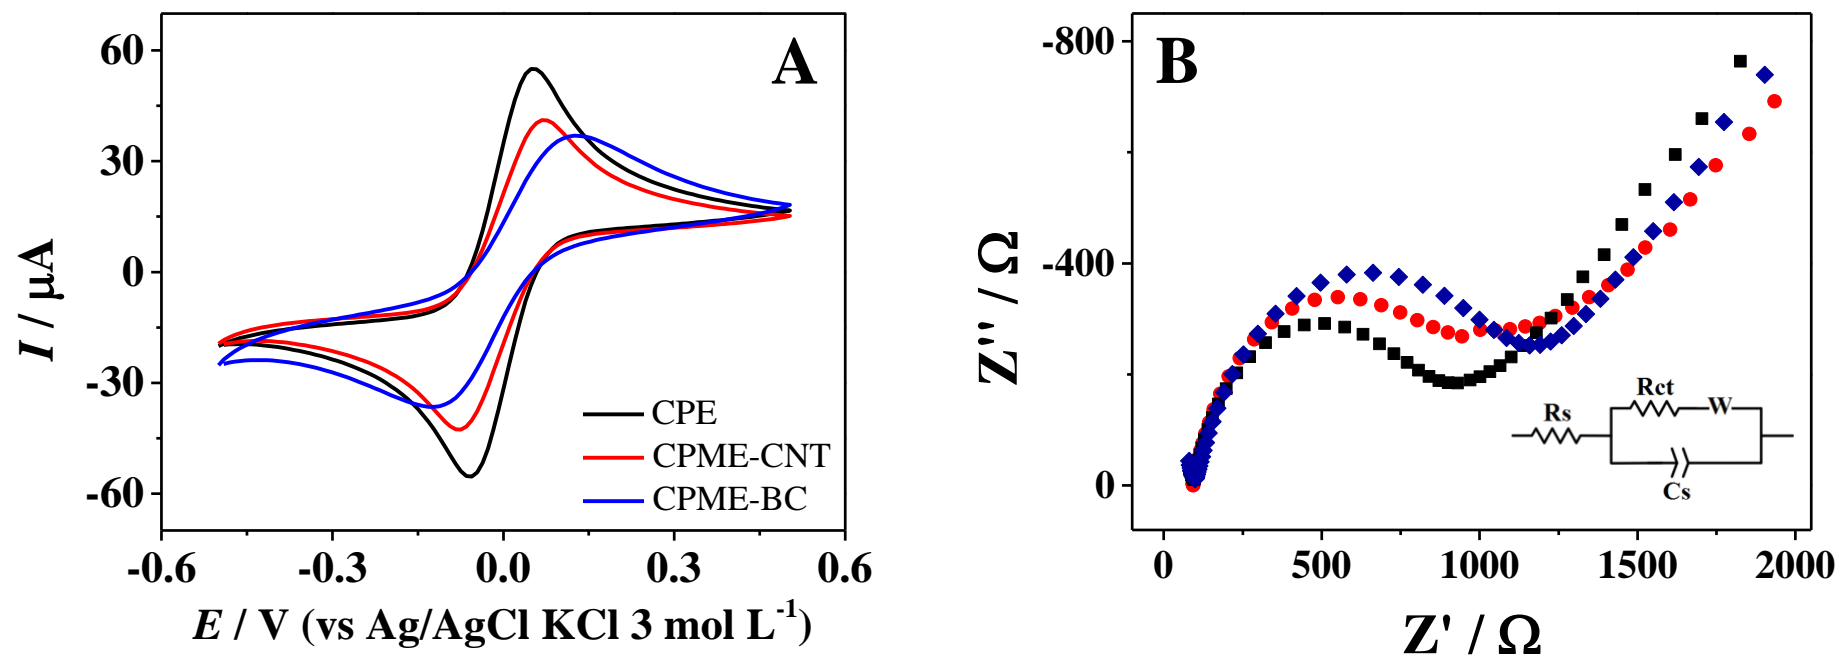 A
60
30
0
-30
-60
I / μA
CPE
CPME-CNT
CPME-BC
-0.6 -0.3 0.0 0.3 0.6
E / V (vs Ag/AgCl KCl 3 mol L-1)
B
-800
-400
0
Z'' / Ω
Rct
W
Rs
Cs
0 500 1000 1500 2000
Z' / Ω